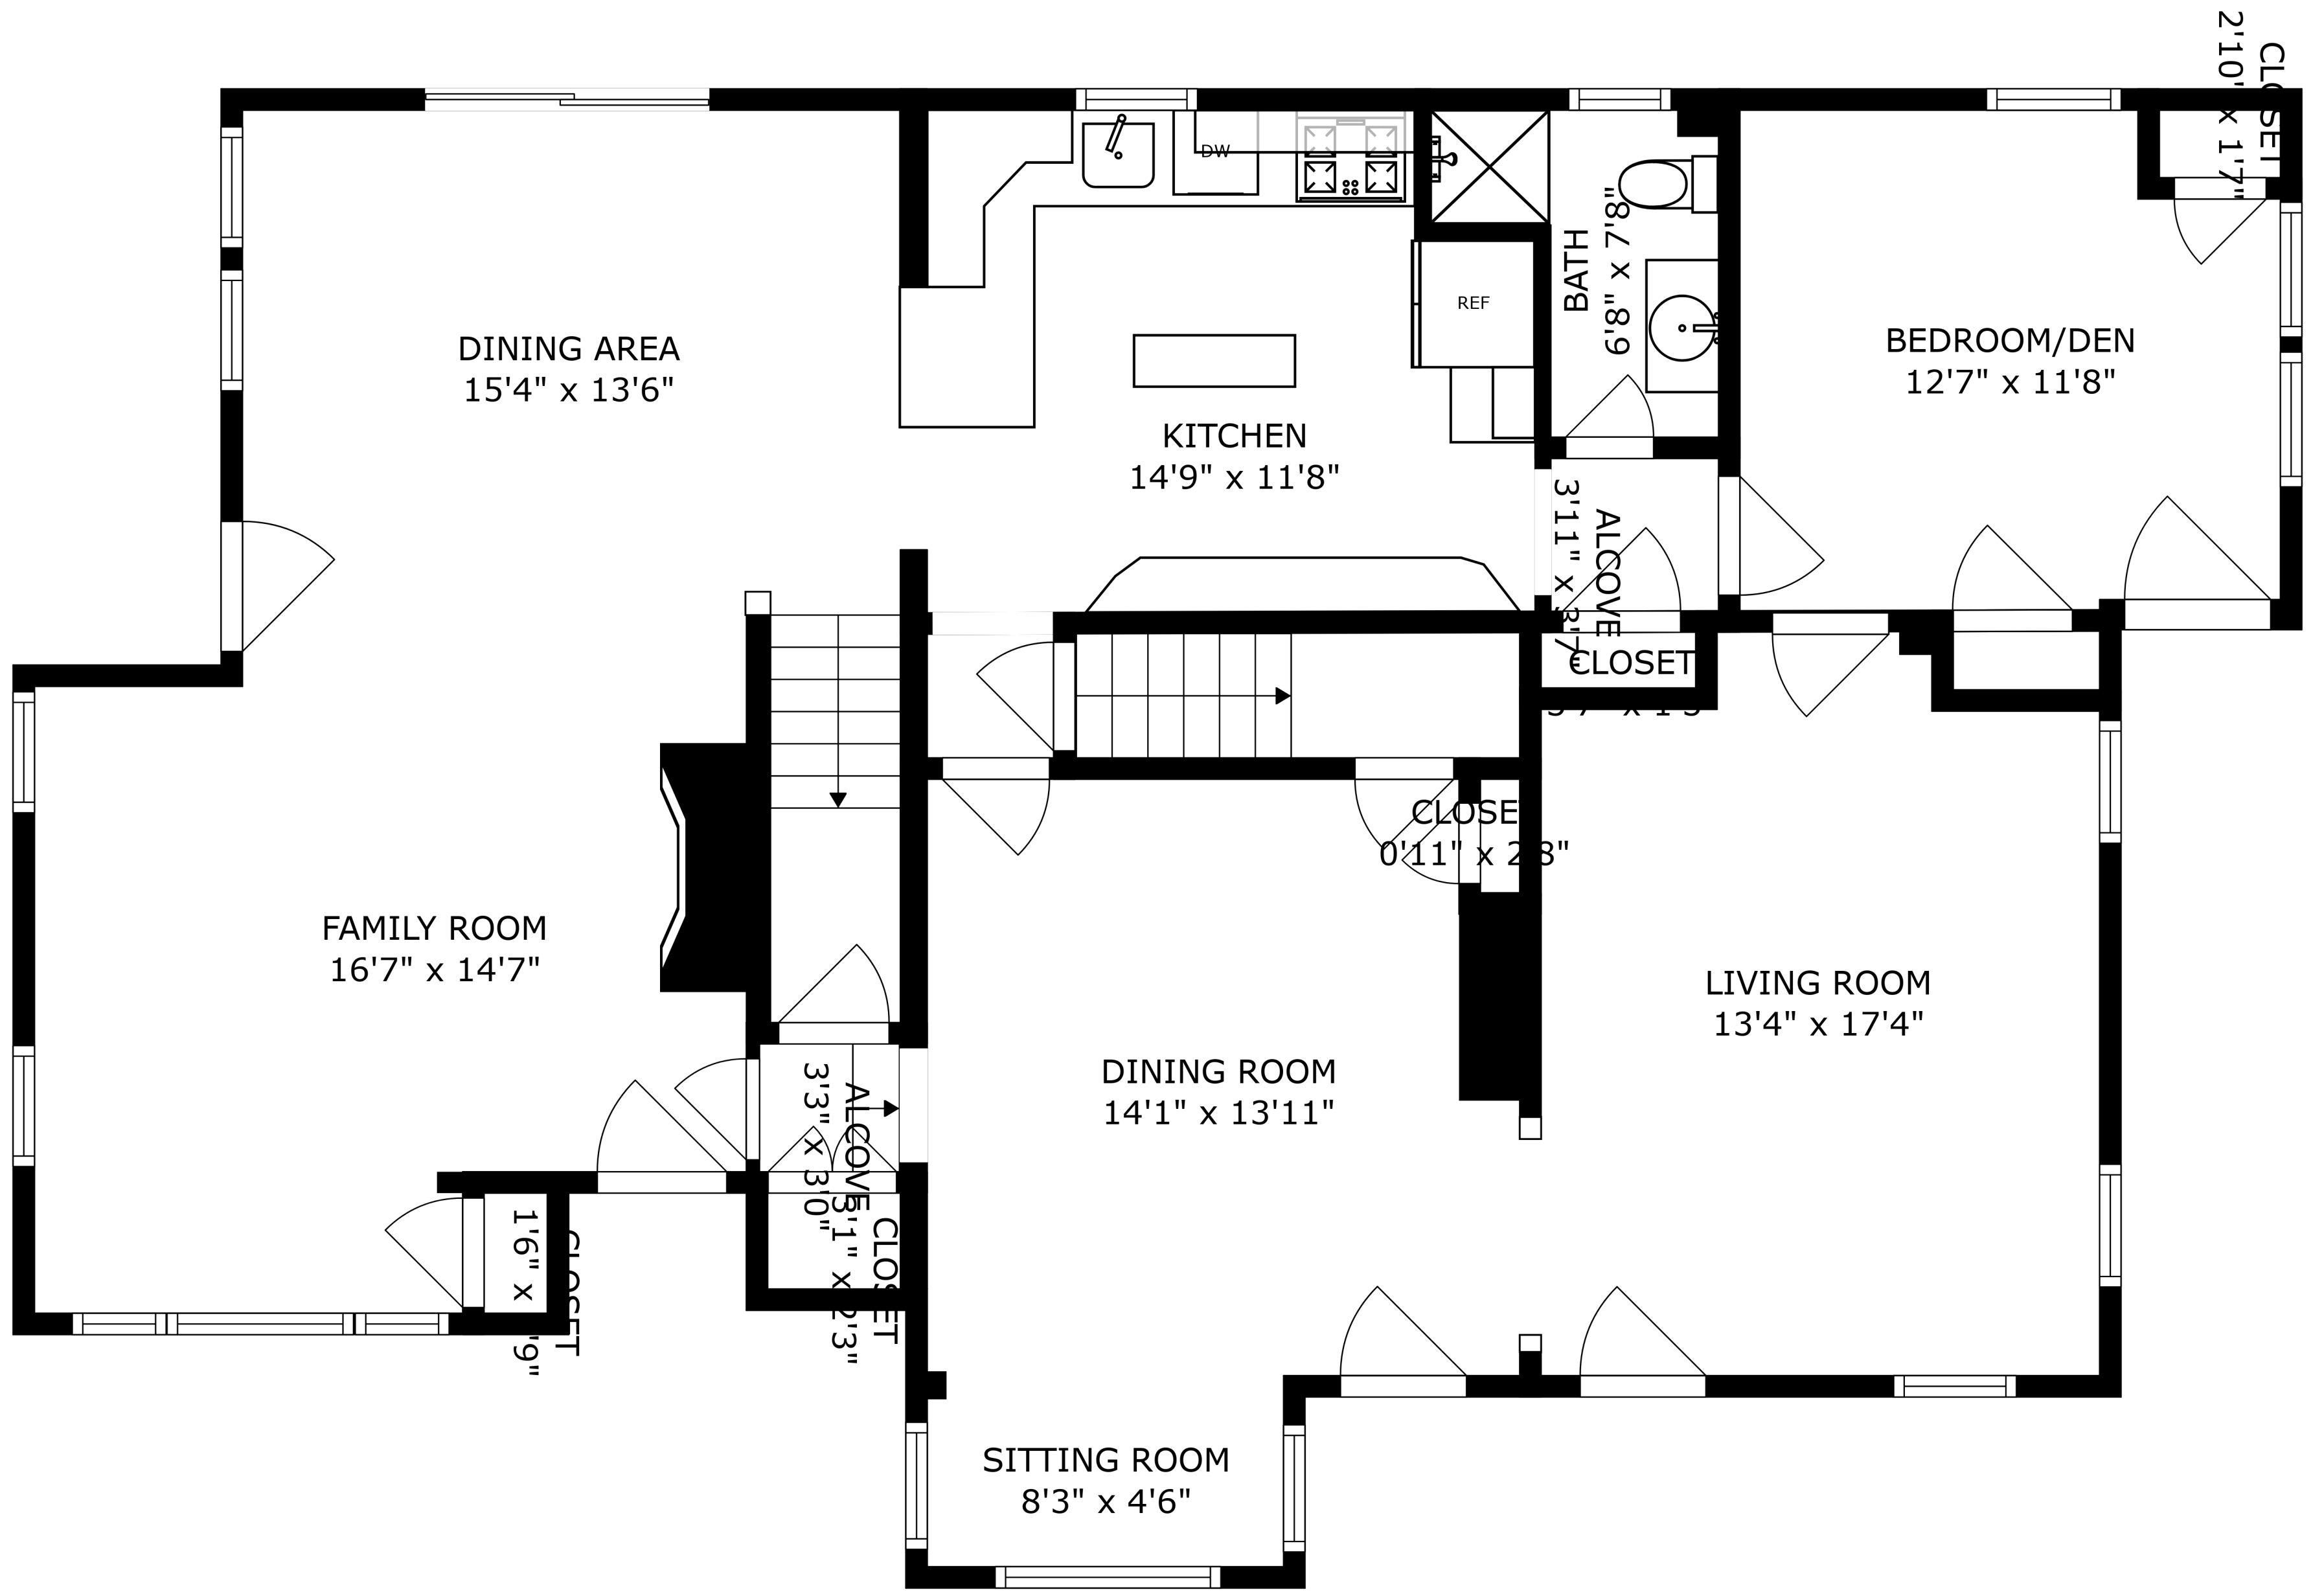 CLOSET
2'10" x 1'7"
DW
BATH
6'8" x 7'8"
REF
DINING AREA
15'4" x 13'6"
BEDROOM/DEN
12'7" x 11'8"
KITCHEN
14'9" x 11'8"
ALCOVE
3'11" x 3'7"
CLOSET
CLOSET
0'11" x 2'8"
FAMILY ROOM
16'7" x 14'7"
LIVING ROOM
13'4" x 17'4"
DINING ROOM
14'1" x 13'11"
ALCOVE
3'3" x 3'0"
CLOSET
3'1" x 2'3"
CLOSET
1'6" x
SITTING ROOM
8'3" x 4'6"